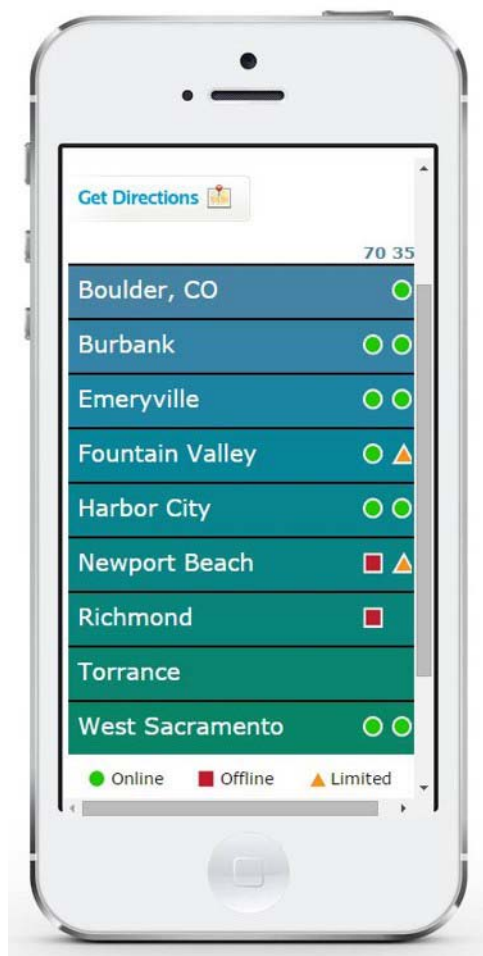 Get Directions
70 35
Boulder, CO
Burbank
Emeryville
Fountain Valley
Harbor City
Newport Beach
Richmond
Torrance
West Sacramento
Online Offline Limited